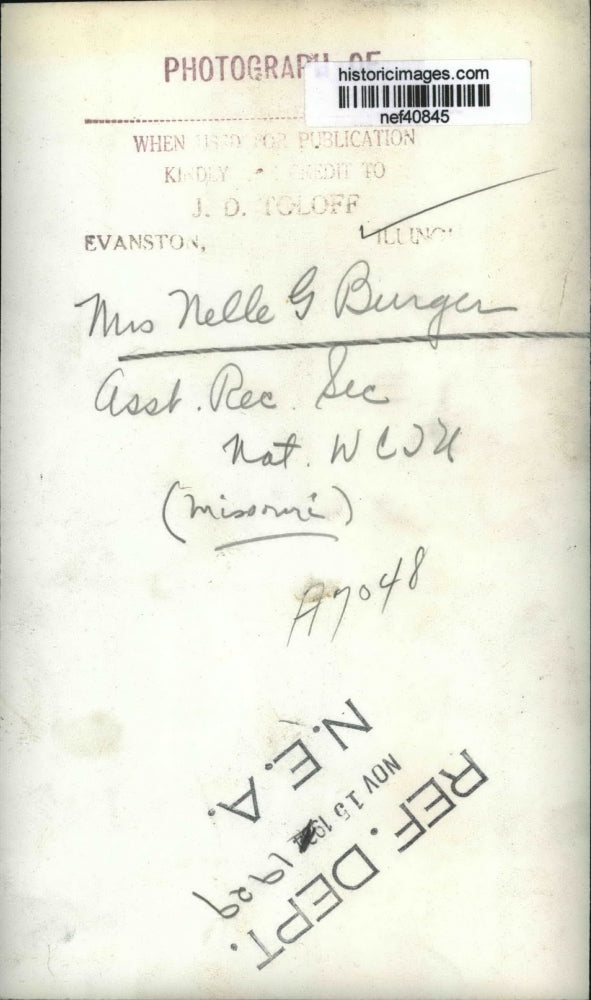 PHOTOGRAPH OF
historicimages.com
nef40845
WHEN USED FOR PUBLICATION
KINDLY CREDIT TO
J. D. TOLOFF
EVANSTON, ILLINOIS
Mrs Nelle G Burger
Asst. Rec. Sec
Nat. W C T U
(Missouri)
A7048
REF. DEPT.
NOV 15
1929
N.E.A.